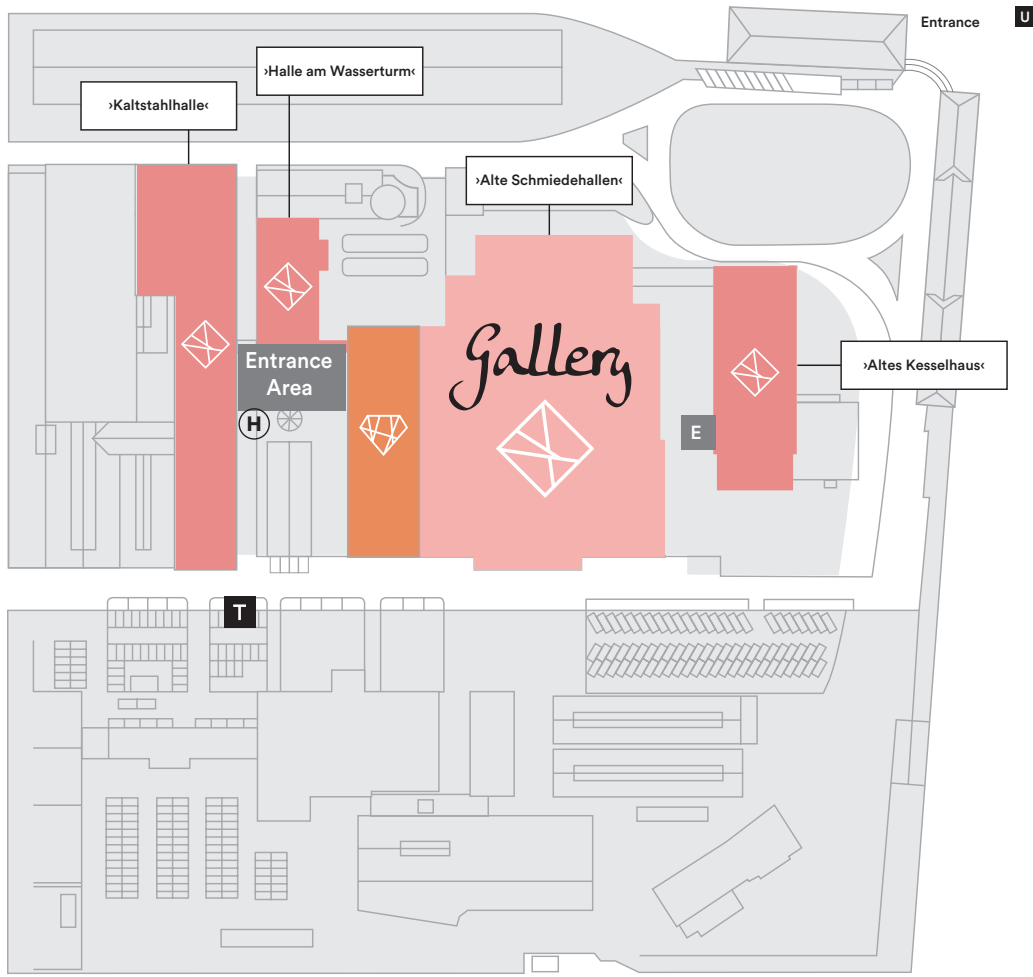 Entrance
U
›Halle am Wasserturm‹
›Kaltstahlhalle‹
›Alte Schmiedehallen‹
Gallery
Entrance
Area
›Altes Kesselhaus‹
H
E
T